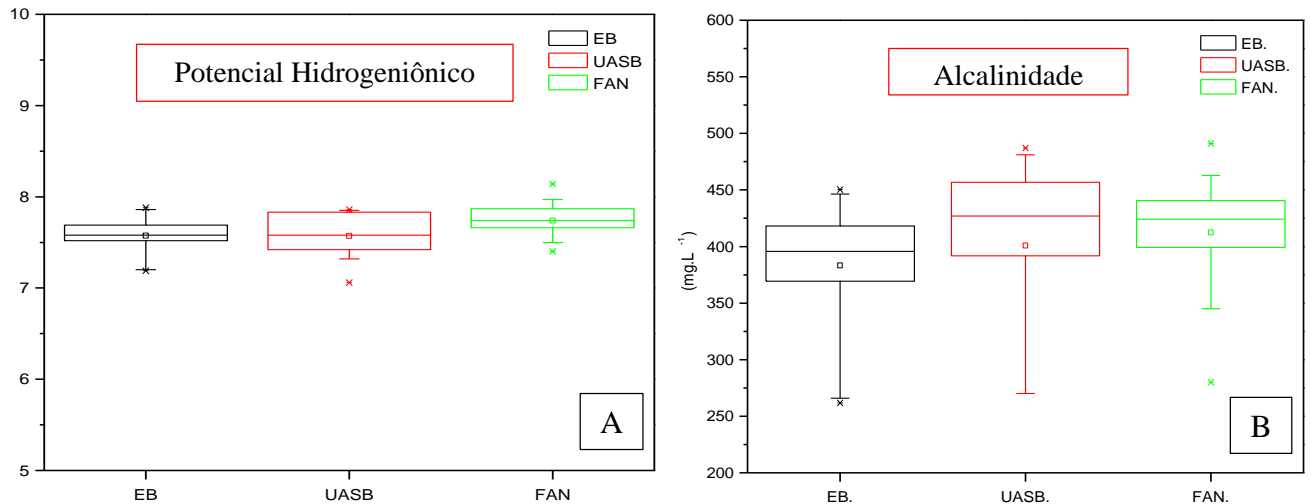 10
9
8
7
6
5
Potencial Hidrogeniônico
EB
UASB
FAN
A
EB UASB FAN
600
550
500
450
400
350
300
250
200
(mg.L⁻¹)
Alcalinidade
EB.
UASB.
FAN.
B
EB. UASB. FAN.